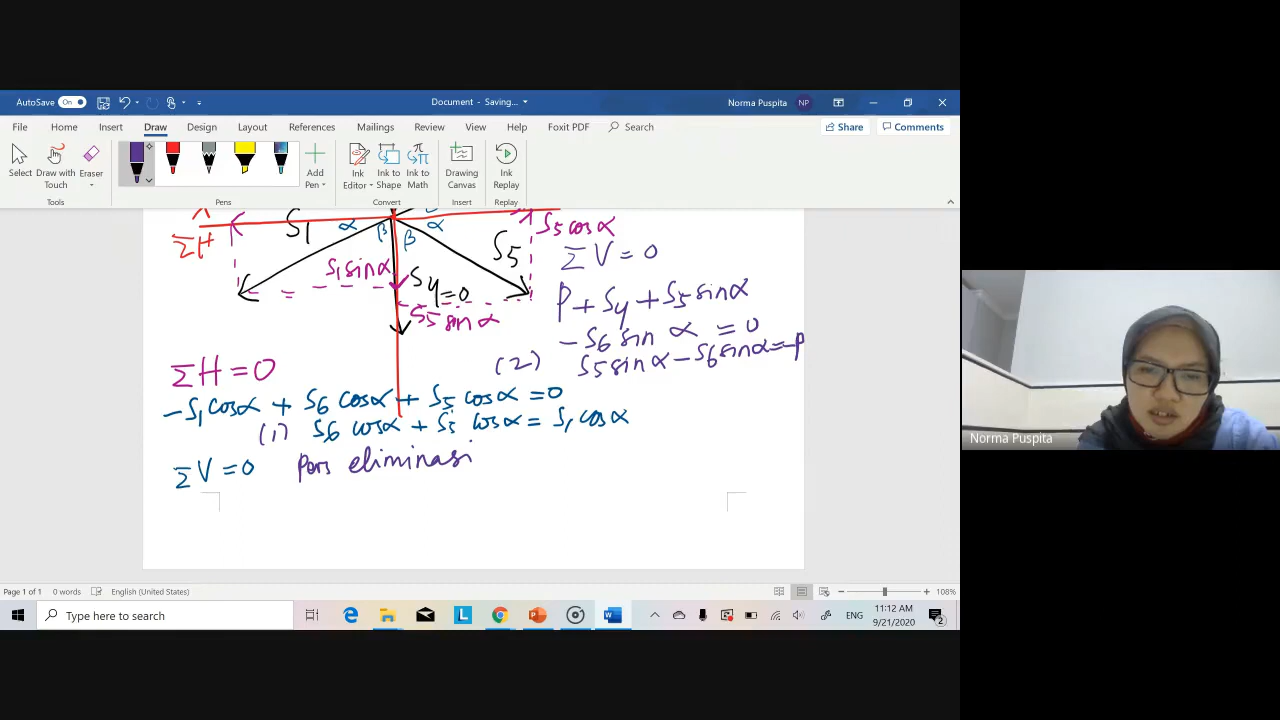 AutoSave On
Document - Saving...
Norma Puspita NP
File Home Insert Draw Design Layout References Mailings Review View Help Foxit PDF Search Share Comments
Select
Draw with Touch
Eraser
Add Pen
Ink Editor
Ink to Shape
Ink to Math
Drawing Canvas
Ink Replay
Tools Pens Convert Insert Replay
ΣH
S1 α α
β β
S5 cos α
S5
S1 sin α
S4=0
S5 sin α
ΣV = 0
P + S4 + S5 sin α
- S6 sin α = 0
(2) S5 sin α - S6 sin α = -P
ΣH = 0
- S1 cos α + S6 cos α + S5 cos α = 0
(1) S6 cos α + S5 cos α = S1 cos α
ΣV = 0 Pers eliminasi
Norma Puspita
Page 1 of 1 0 words English (United States) 108%
Type here to search
ENG
11:12 AM
9/21/2020
2